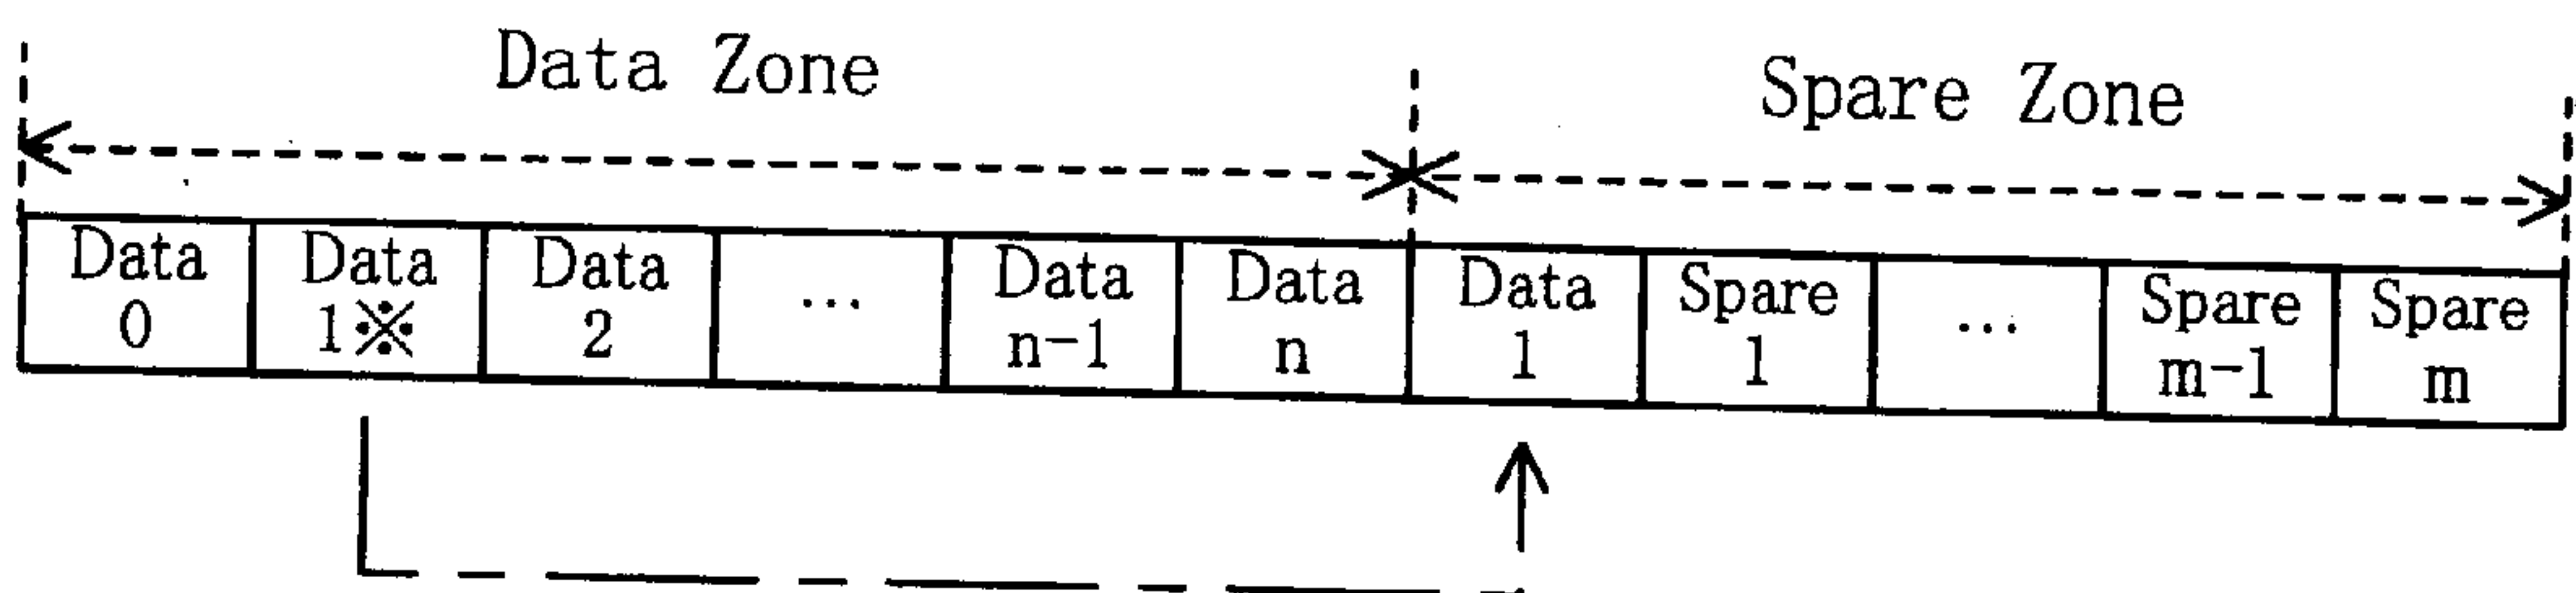 Data Zone Spare Zone
Data Data Data ... Data Data Data Spare ... Spare Spare
0 1※ 2 n-1 n 1 1 m-1 m